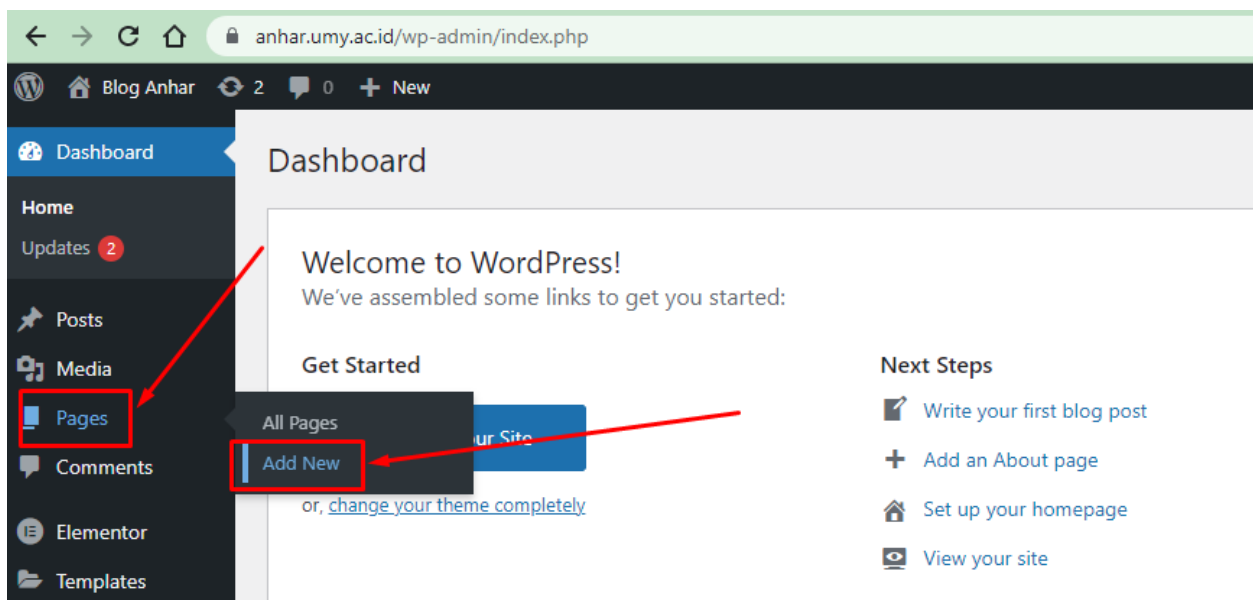 anhar.umy.ac.id/wp-admin/index.php
Blog Anhar 2 0 + New
Dashboard
Home
Updates 2
Posts
Media
Pages
Comments
Elementor
Templates
All Pages
Add New
Dashboard
Welcome to WordPress!
We've assembled some links to get you started:
Get Started
Site
or, change your theme completely
Next Steps
Write your first blog post
Add an About page
Set up your homepage
View your site